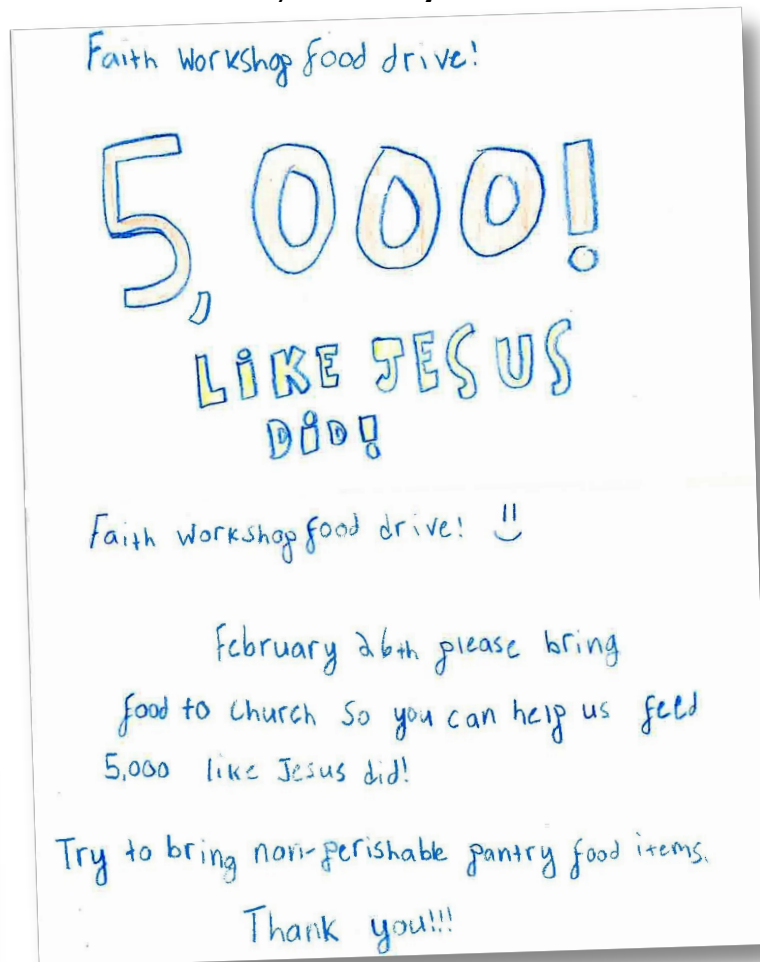 Faith Workshop food drive!
5,000!
LiKE JESUS
DiD!
Faith Workshop food drive!
February 26th please bring
food to church So you can help us feed
5,000 like Jesus did!
Try to bring non-perishable pantry food items.
Thank you!!!